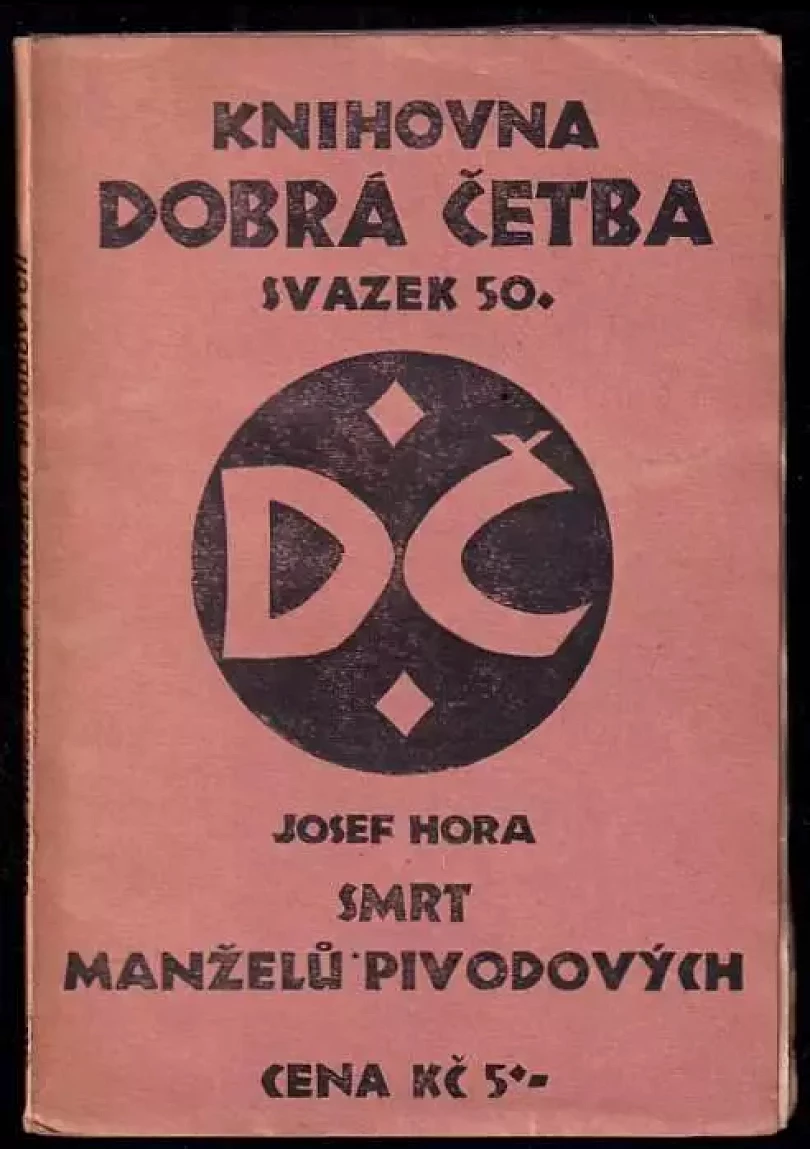 KNIHOVNA
DOBRÁ ČETBA
SVAZEK 50.
DČ
JOSEF HORA
SMRT
MANŽELŮ PIVODOVÝCH
CENA KČ 5·-